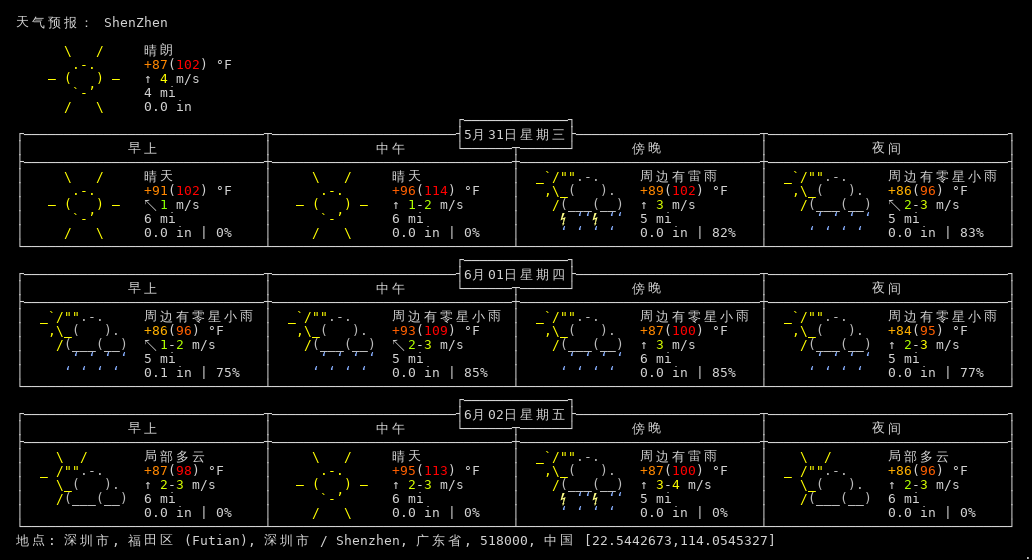 天气预报： ShenZhen
晴朗
+87(102) °F
↑ 4 m/s
4 mi
0.0 in
5月31日星期三
早上 中午 傍晚 夜间
晴天 晴天 周边有雷雨 周边有零星小雨
+91(102) °F +96(114) °F +89(102) °F +86(96) °F
↖ 1 m/s ↑ 1-2 m/s ↑ 3 m/s ↖ 2-3 m/s
6 mi 6 mi 5 mi 5 mi
0.0 in | 0% 0.0 in | 0% 0.0 in | 82% 0.0 in | 83%
6月01日星期四
早上 中午 傍晚 夜间
周边有零星小雨 周边有零星小雨 周边有零星小雨 周边有零星小雨
+86(96) °F +93(109) °F +87(100) °F +84(95) °F
↖ 1-2 m/s ↖ 2-3 m/s ↑ 3 m/s ↑ 2-3 m/s
5 mi 5 mi 6 mi 5 mi
0.1 in | 75% 0.0 in | 85% 0.0 in | 85% 0.0 in | 77%
6月02日星期五
早上 中午 傍晚 夜间
局部多云 晴天 周边有雷雨 局部多云
+87(98) °F +95(113) °F +87(100) °F +86(96) °F
↑ 2-3 m/s ↑ 2-3 m/s ↑ 3-4 m/s ↑ 2-3 m/s
6 mi 6 mi 5 mi 6 mi
0.0 in | 0% 0.0 in | 0% 0.0 in | 0% 0.0 in | 0%
地点: 深圳市, 福田区 (Futian), 深圳市 / Shenzhen, 广东省, 518000, 中国 [22.5442673,114.0545327]